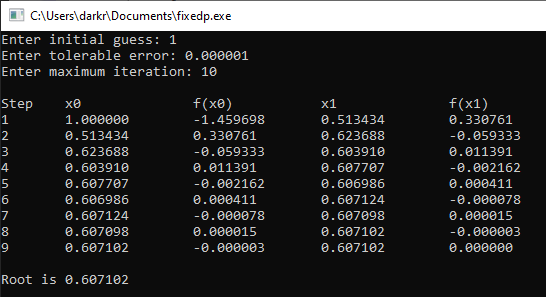 C:\Users\darkr\Documents\fixedp.exe
Enter initial guess: 1
Enter tolerable error: 0.000001
Enter maximum iteration: 10
Step x0 f(x0) x1 f(x1)
1 1.000000 -1.459698 0.513434 0.330761
2 0.513434 0.330761 0.623688 -0.059333
3 0.623688 -0.059333 0.603910 0.011391
4 0.603910 0.011391 0.607707 -0.002162
5 0.607707 -0.002162 0.606986 0.000411
6 0.606986 0.000411 0.607124 -0.000078
7 0.607124 -0.000078 0.607098 0.000015
8 0.607098 0.000015 0.607102 -0.000003
9 0.607102 -0.000003 0.607102 0.000000
Root is 0.607102